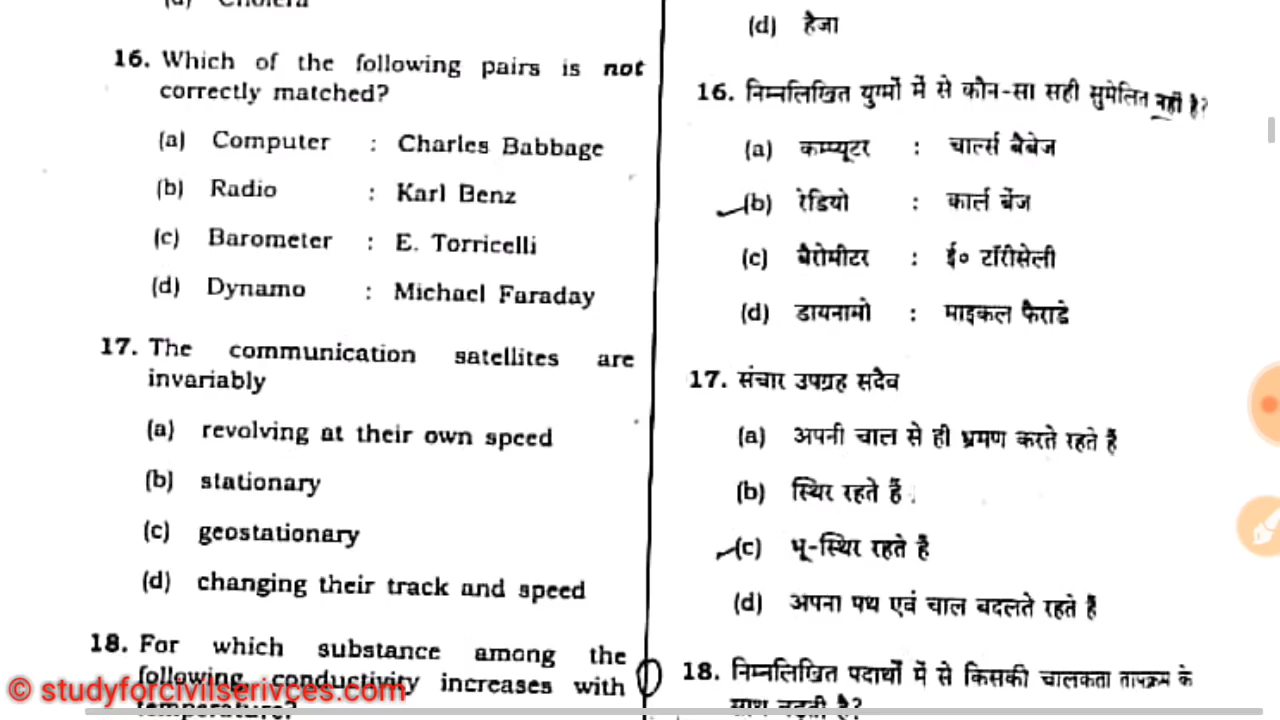 (d) Cholera
16. Which of the following pairs is not
correctly matched?
(a) Computer : Charles Babbage
(b) Radio : Karl Benz
(c) Barometer : E. Torricelli
(d) Dynamo : Michael Faraday
17. The communication satellites are
invariably
(a) revolving at their own speed
(b) stationary
(c) geostationary
(d) changing their track and speed
18. For which substance among the
following conductivity increases with
temperature?
(d) हैजा
16. निम्नलिखित युग्मों में से कौन-सा सही सुमेलित नहीं है?
(a) कम्प्यूटर : चार्ल्स बैबेज
(b) रेडियो : कार्ल बेंज
(c) बैरोमीटर : ई० टॉरीसेली
(d) डायनामो : माइकल फैराडे
17. संचार उपग्रह सदैव
(a) अपनी चाल से ही भ्रमण करते रहते हैं
(b) स्थिर रहते हैं
(c) भू-स्थिर रहते हैं
(d) अपना पथ एवं चाल बदलते रहते हैं
18. निम्नलिखित पदार्थों में से किसकी चालकता तापक्रम के
साथ बढ़ती है?
© studyforcivilserivces.com